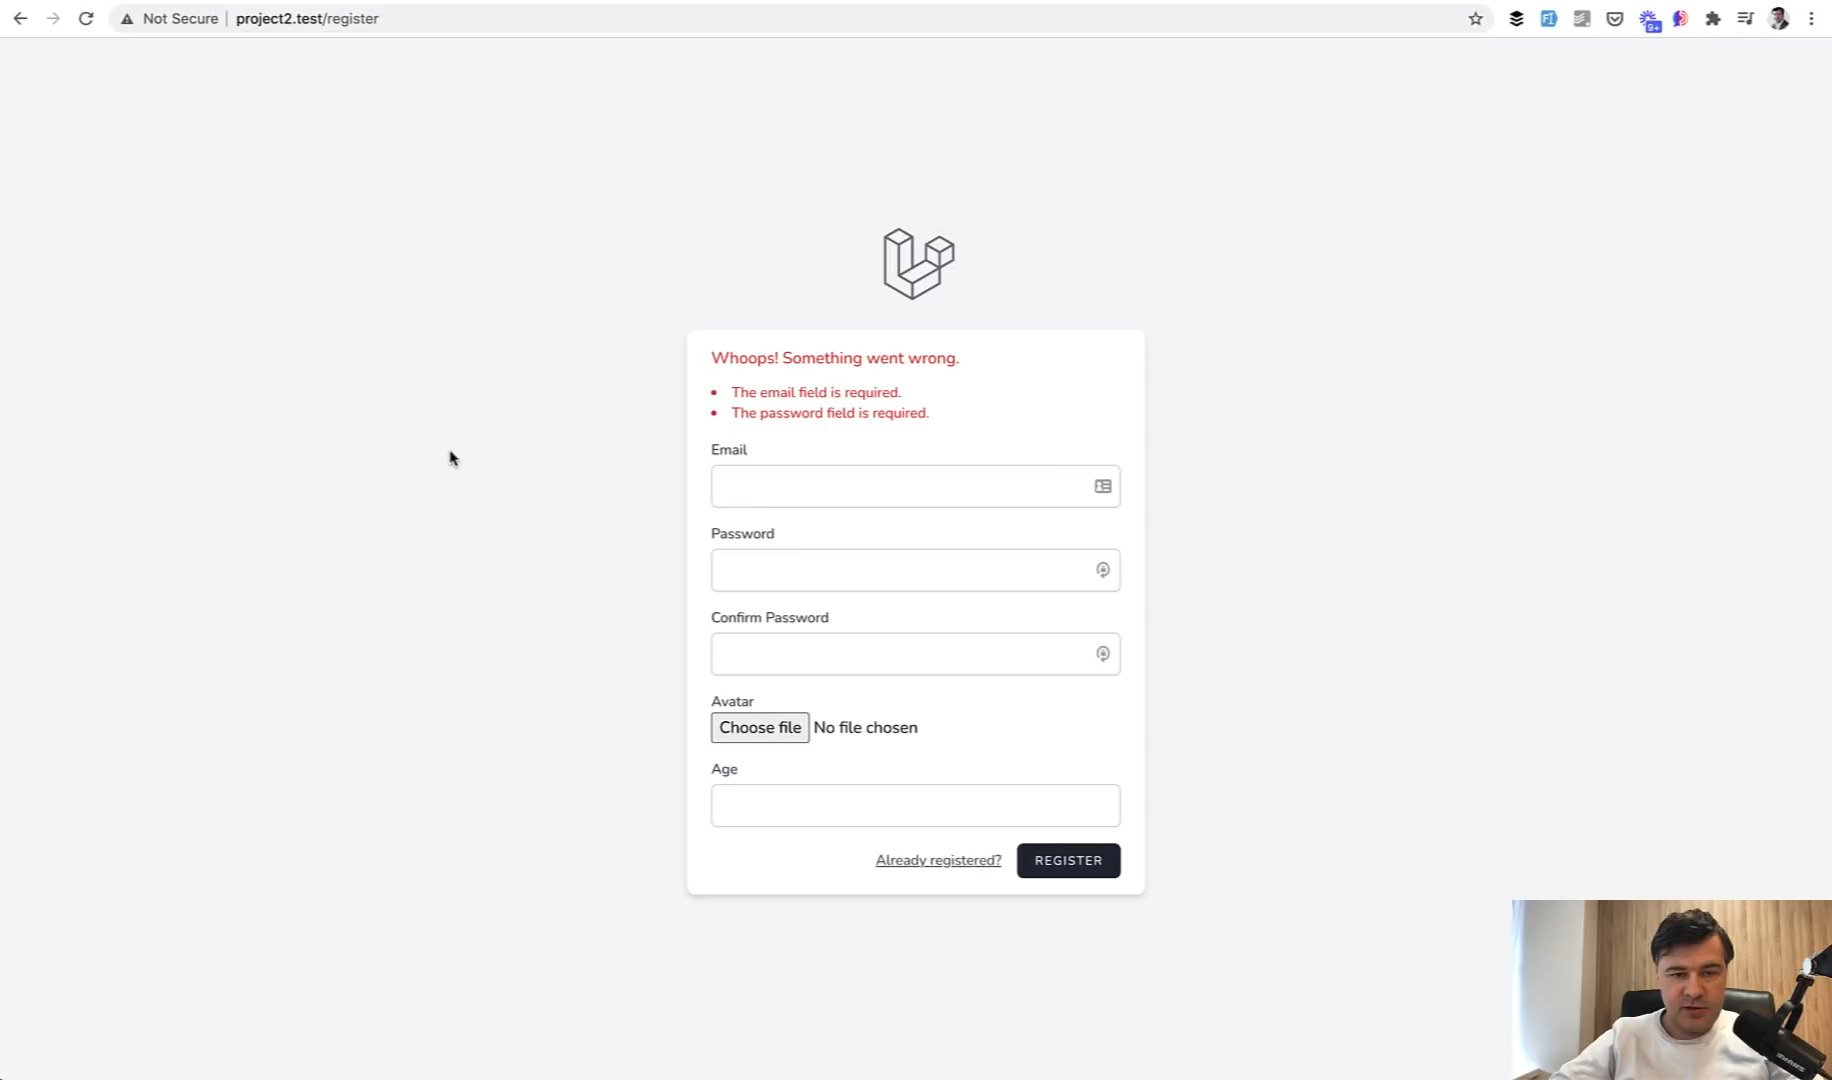 Not Secure
project2.test/register
9+
Whoops! Something went wrong.
The email field is required.
The password field is required.
Email
Password
Confirm Password
Avatar
Choose file No file chosen
Age
Already registered?
REGISTER